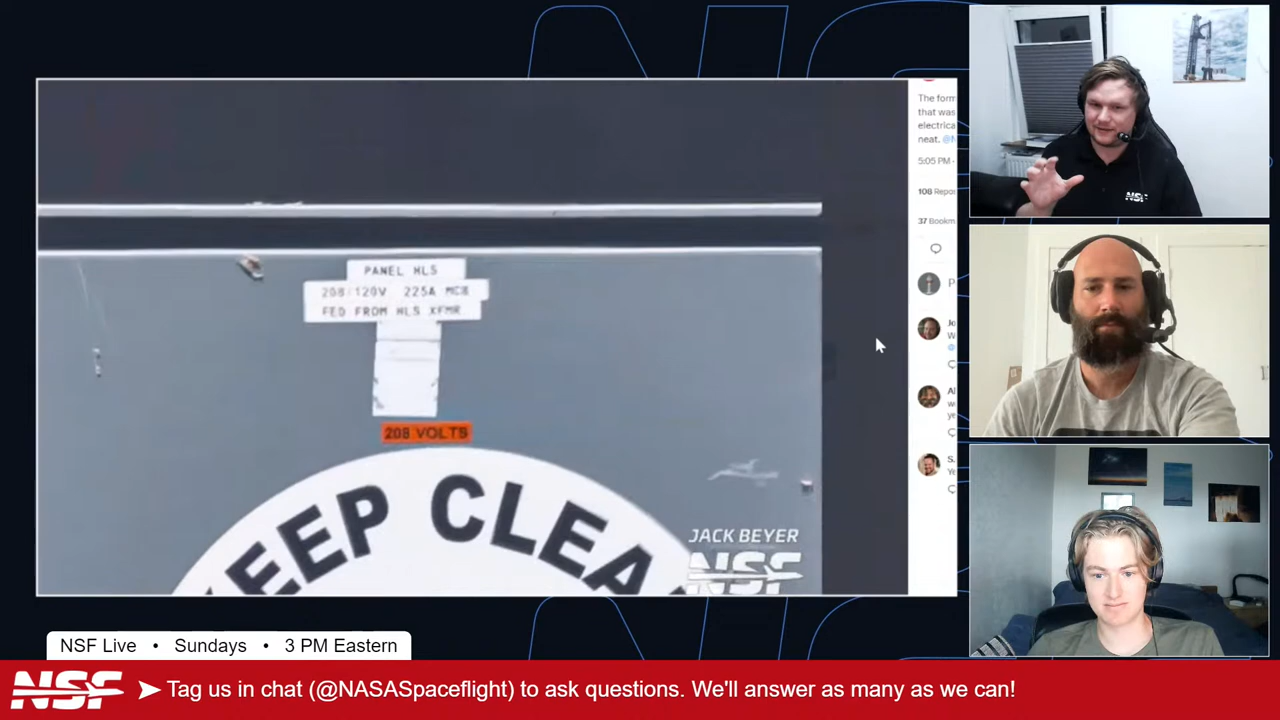 PANEL HLS
208/120V 225A MCB
FED FROM HLS XFMR
208 VOLTS
EEP CLEA
JACK BEYER
NSF
The form
that was
electrica
neat.
5:05 PM
108 Repo
37 Bookm
NSF
NSF Live • Sundays • 3 PM Eastern
NSF
Tag us in chat (@NASASpaceflight) to ask questions. We'll answer as many as we can!